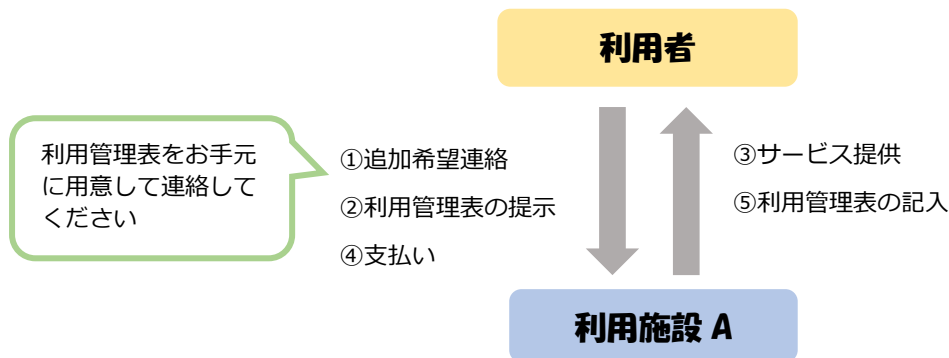 利用者
利用管理表をお手元
に用意して連絡して
ください
①追加希望連絡
②利用管理表の提示
④支払い
③サービス提供
⑤利用管理表の記入
利用施設 A